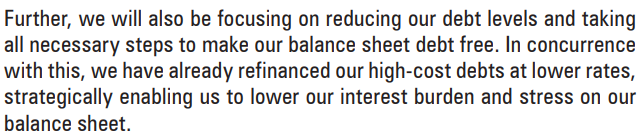 Further, we will also be focusing on reducing our debt levels and taking
all necessary steps to make our balance sheet debt free. In concurrence
with this, we have already refinanced our high-cost debts at lower rates,
strategically enabling us to lower our interest burden and stress on our
balance sheet.